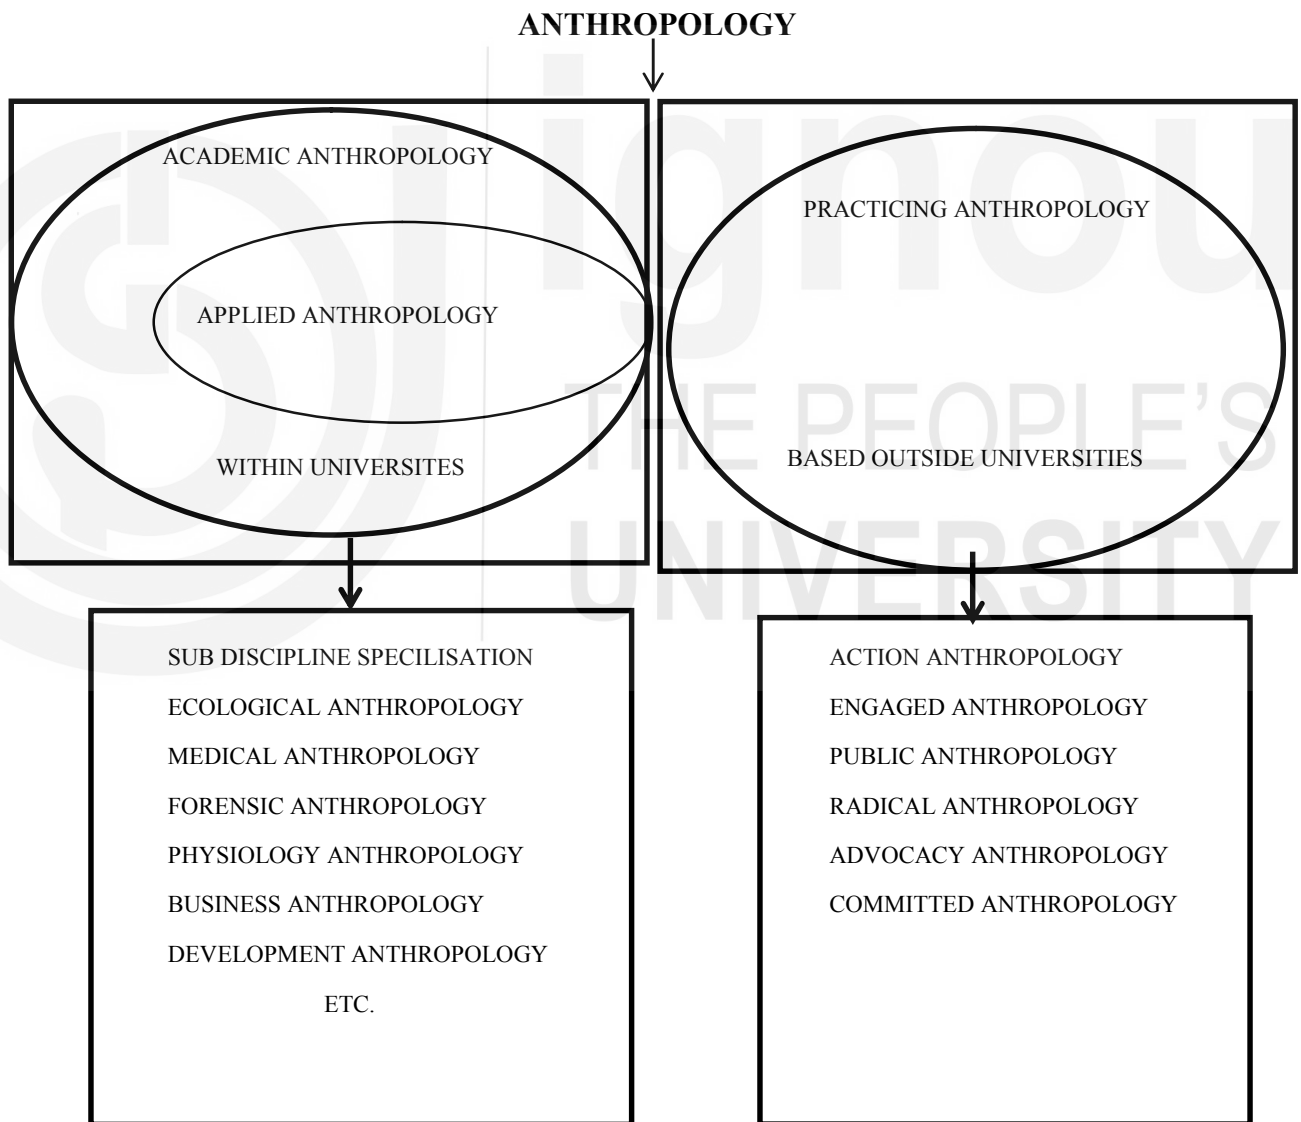 ANTHROPOLOGY
ACADEMIC ANTHROPOLOGY
APPLIED ANTHROPOLOGY
WITHIN UNIVERSITES
PRACTICING ANTHROPOLOGY
BASED OUTSIDE UNIVERSITIES
SUB DISCIPLINE SPECILISATION
ECOLOGICAL ANTHROPOLOGY
MEDICAL ANTHROPOLOGY
FORENSIC ANTHROPOLOGY
PHYSIOLOGY ANTHROPOLOGY
BUSINESS ANTHROPOLOGY
DEVELOPMENT ANTHROPOLOGY
ETC.
ACTION ANTHROPOLOGY
ENGAGED ANTHROPOLOGY
PUBLIC ANTHROPOLOGY
RADICAL ANTHROPOLOGY
ADVOCACY ANTHROPOLOGY
COMMITTED ANTHROPOLOGY
ignou
THE PEOPLE'S
UNIVERSITY